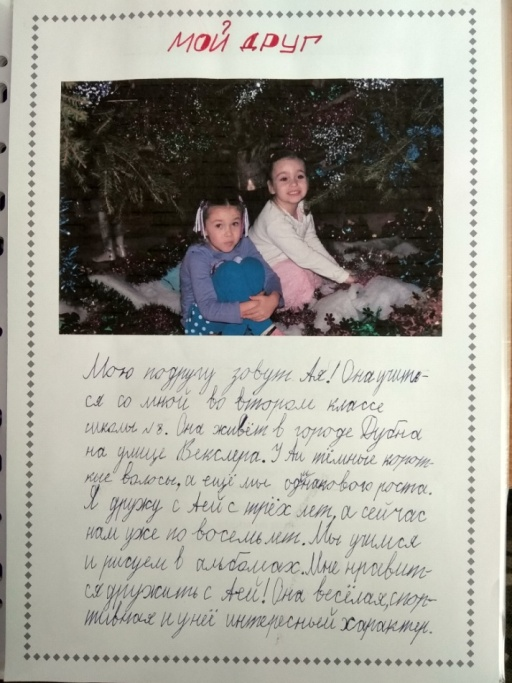 МОЙ ДРУГ
Мою подругу зовут Ая! Она учить-
ся со мной во втором классе
школы №8. Она живёт в городе Дубна
на улице Векслера. У Аи тёмные корот-
кие волосы, а ещё мы одинакового роста.
Я дружу с Аей с трёх лет, а сейчас
нам уже по восемь лет. Мы учимся
и рисуем в альбомах. Мне нравит-
ся дружить с Аей! Она весёлая, спор-
тивная и у неё интересный характер.